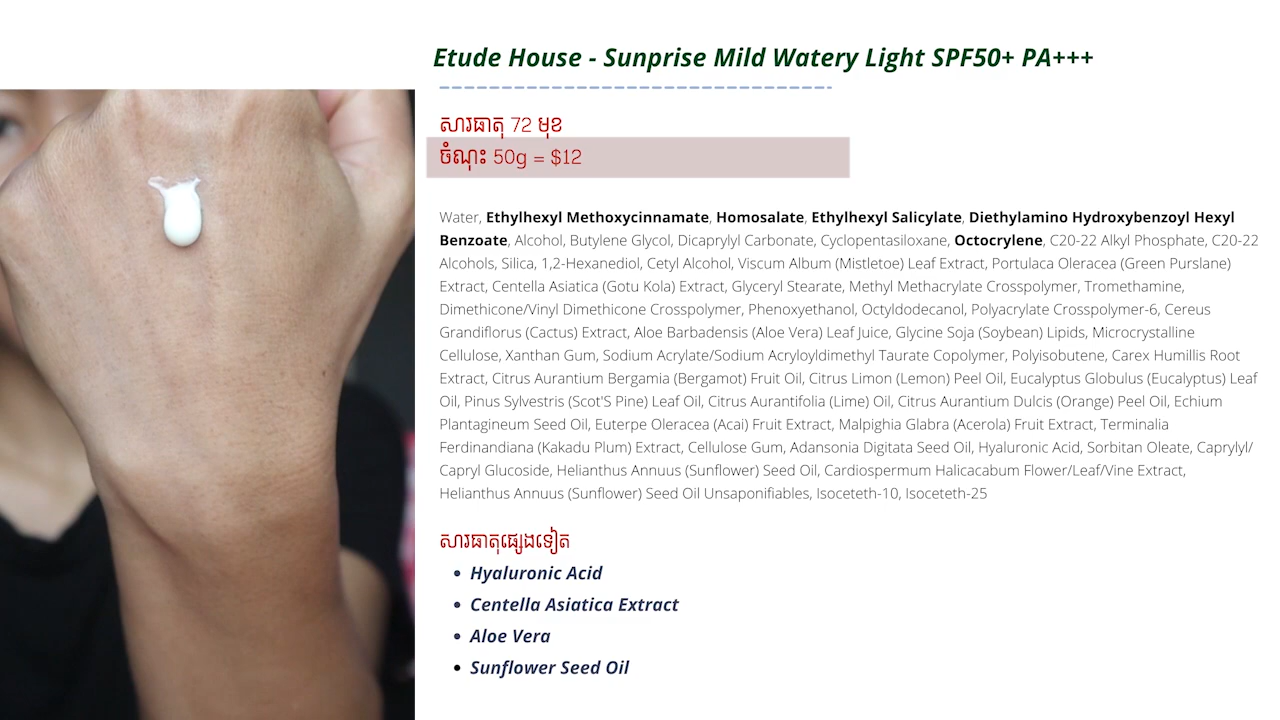 Etude House - Sunprise Mild Watery Light SPF50+ PA+++
សារធាតុ 72 មុខ
ចំណុះ 50g = $12
Water, Ethylhexyl Methoxycinnamate, Homosalate, Ethylhexyl Salicylate, Diethylamino Hydroxybenzoyl Hexyl
Benzoate, Alcohol, Butylene Glycol, Dicaprylyl Carbonate, Cyclopentasiloxane, Octocrylene, C20-22 Alkyl Phosphate, C20-22
Alcohols, Silica, 1,2-Hexanediol, Cetyl Alcohol, Viscum Album (Mistletoe) Leaf Extract, Portulaca Oleracea (Green Purslane)
Extract, Centella Asiatica (Gotu Kola) Extract, Glyceryl Stearate, Methyl Methacrylate Crosspolymer, Tromethamine,
Dimethicone/Vinyl Dimethicone Crosspolymer, Phenoxyethanol, Octyldodecanol, Polyacrylate Crosspolymer-6, Cereus
Grandiflorus (Cactus) Extract, Aloe Barbadensis (Aloe Vera) Leaf Juice, Glycine Soja (Soybean) Lipids, Microcrystalline
Cellulose, Xanthan Gum, Sodium Acrylate/Sodium Acryloyldimethyl Taurate Copolymer, Polyisobutene, Carex Humillis Root
Extract, Citrus Aurantium Bergamia (Bergamot) Fruit Oil, Citrus Limon (Lemon) Peel Oil, Eucalyptus Globulus (Eucalyptus) Leaf
Oil, Pinus Sylvestris (Scot'S Pine) Leaf Oil, Citrus Aurantifolia (Lime) Oil, Citrus Aurantium Dulcis (Orange) Peel Oil, Echium
Plantagineum Seed Oil, Euterpe Oleracea (Acai) Fruit Extract, Malpighia Glabra (Acerola) Fruit Extract, Terminalia
Ferdinandiana (Kakadu Plum) Extract, Cellulose Gum, Adansonia Digitata Seed Oil, Hyaluronic Acid, Sorbitan Oleate, Caprylyl/
Capryl Glucoside, Helianthus Annuus (Sunflower) Seed Oil, Cardiospermum Halicacabum Flower/Leaf/Vine Extract,
Helianthus Annuus (Sunflower) Seed Oil Unsaponifiables, Isoceteth-10, Isoceteth-25
សារធាតុផ្សេងទៀត
• Hyaluronic Acid
• Centella Asiatica Extract
• Aloe Vera
• Sunflower Seed Oil